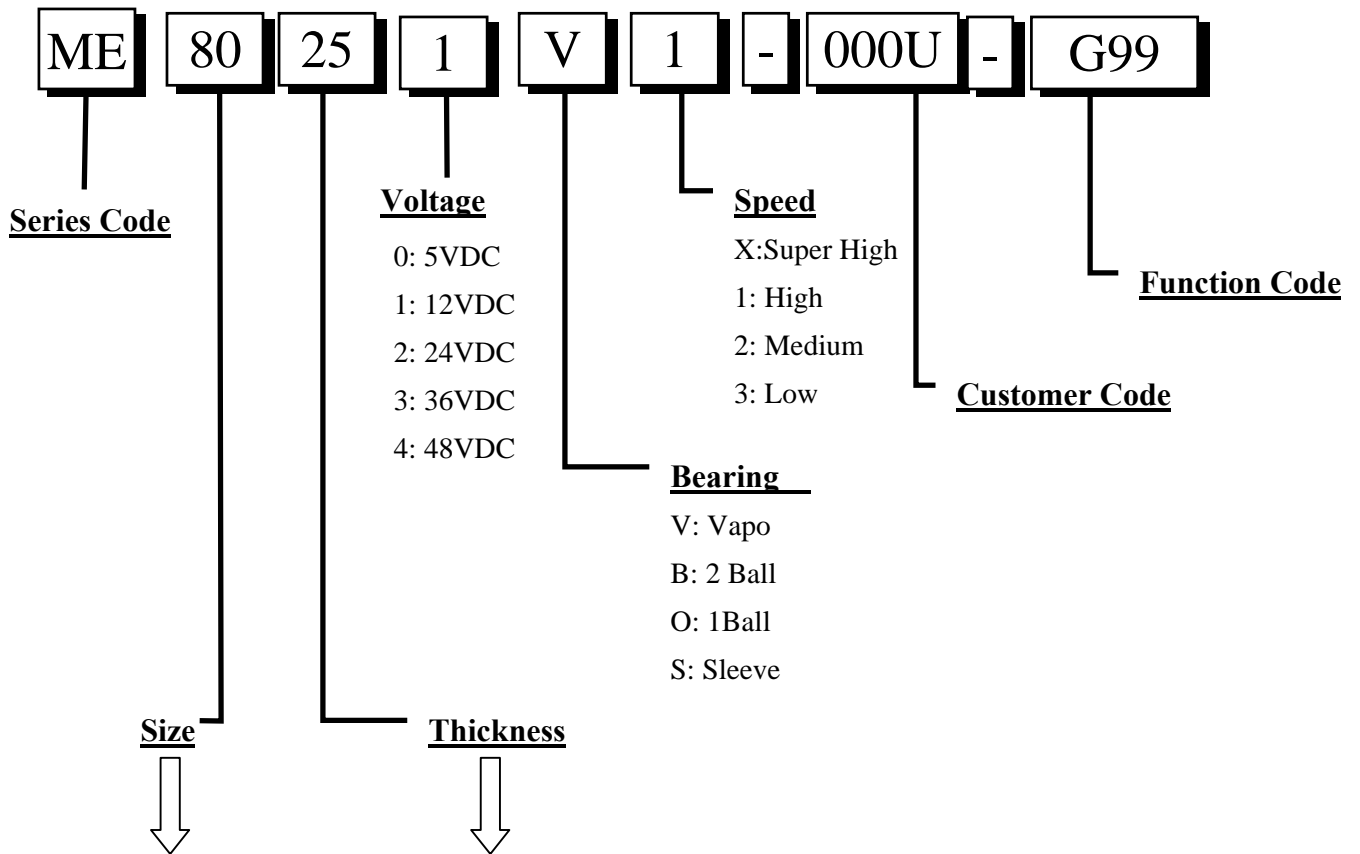 ME 80 25 1 V 1 - 000U - G99
Series Code
Voltage
0: 5VDC
1: 12VDC
2: 24VDC
3: 36VDC
4: 48VDC
Speed
X:Super High
1: High
2: Medium
3: Low
Function Code
Customer Code
Bearing
V: Vapo
B: 2 Ball
O: 1Ball
S: Sleeve
Size
Thickness